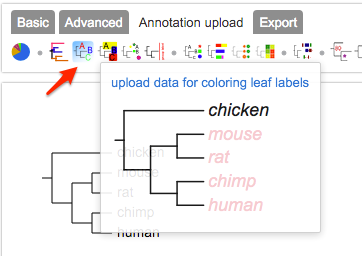 Basic Advanced Annotation upload Export
upload data for coloring leaf labels
chicken
mouse
rat
chimp
human
chicken
mouse
rat
chimp
human